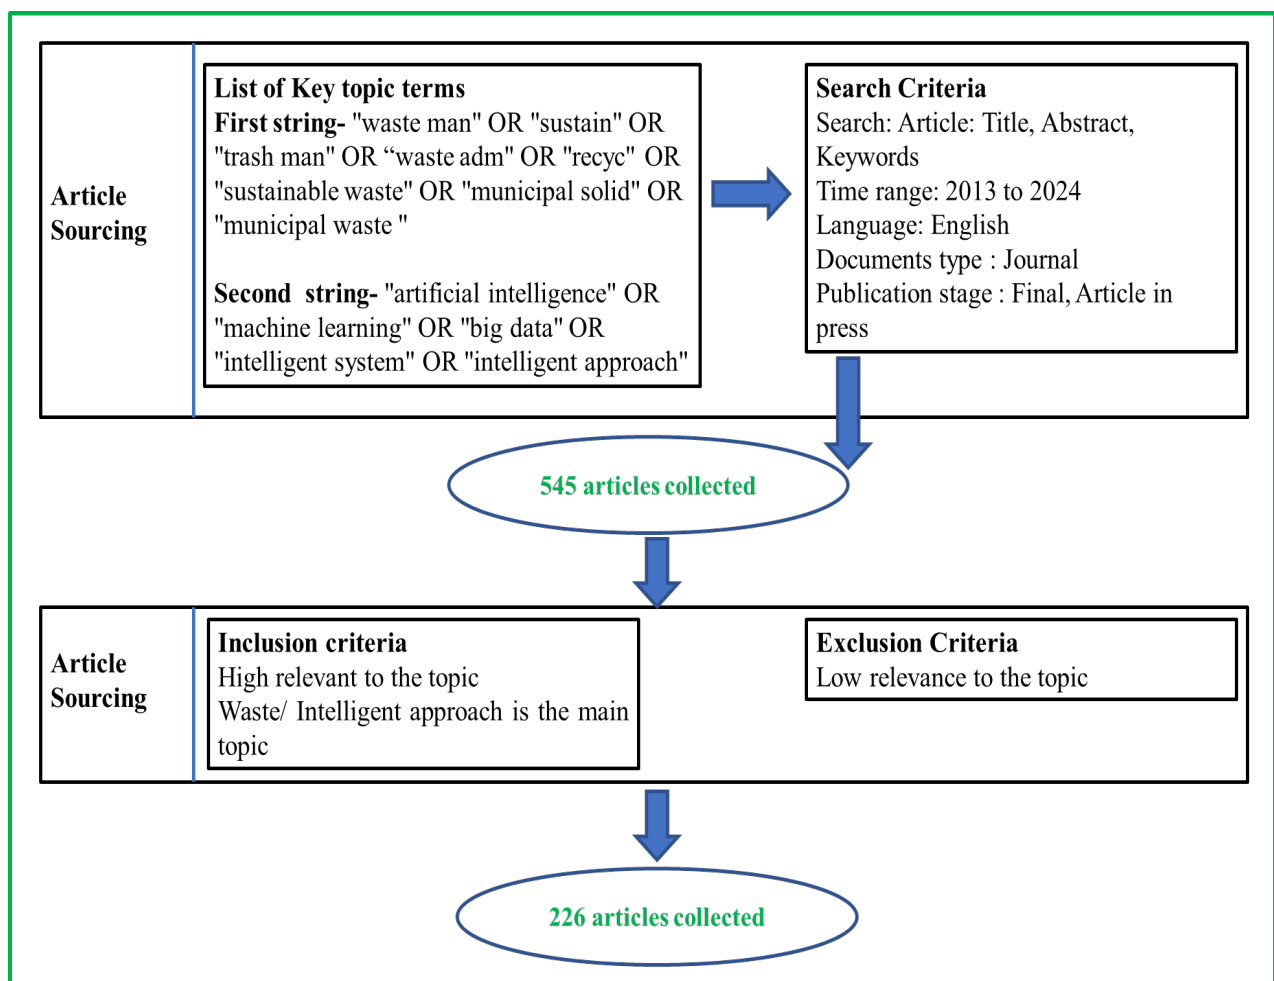 Article
Sourcing
List of Key topic terms
First string- "waste man" OR "sustain" OR
"trash man" OR “waste adm" OR "recyc" OR
"sustainable waste" OR "municipal solid" OR
"municipal waste "
Second string- "artificial intelligence" OR
"machine learning" OR "big data" OR
"intelligent system" OR "intelligent approach"
Search Criteria
Search: Article: Title, Abstract,
Keywords
Time range: 2013 to 2024
Language: English
Documents type : Journal
Publication stage : Final, Article in
press
545 articles collected
Article
Sourcing
Inclusion criteria
High relevant to the topic
Waste/ Intelligent approach is the main
topic
Exclusion Criteria
Low relevance to the topic
226 articles collected